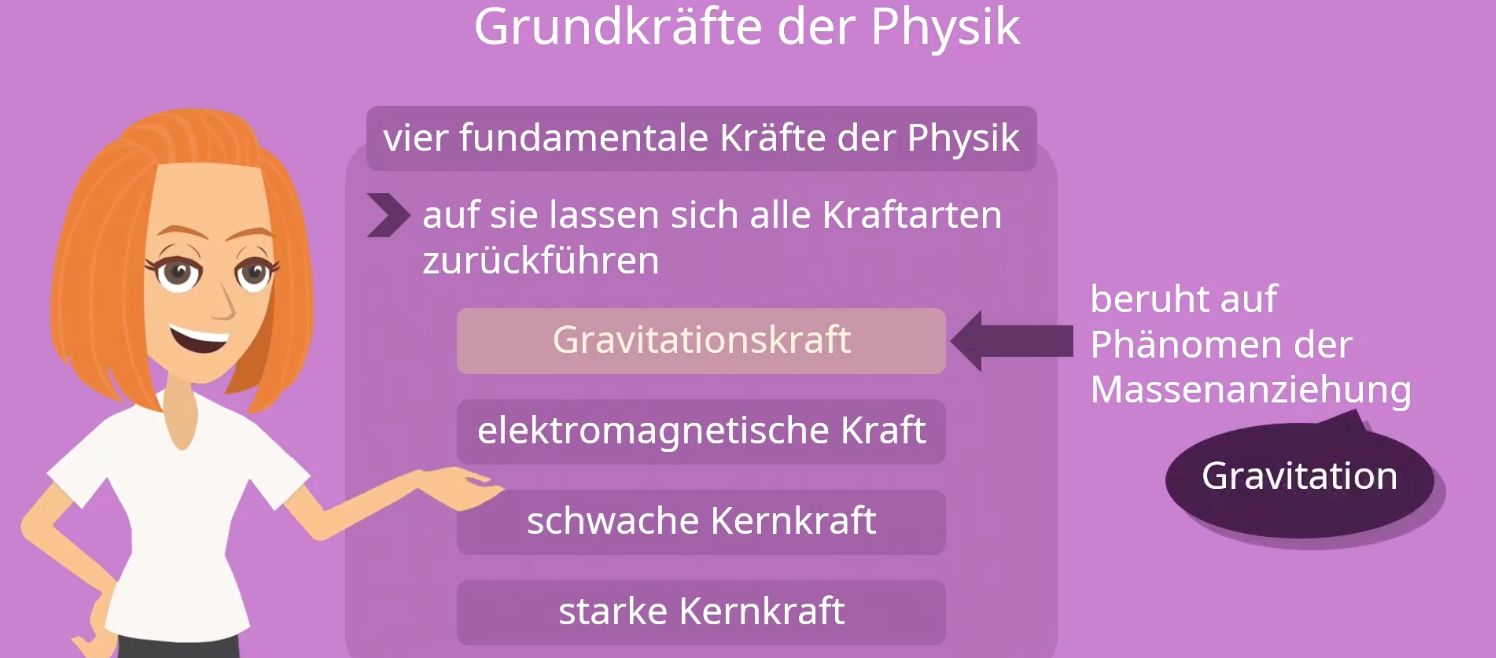 Grundkräfte der Physik
vier fundamentale Kräfte der Physik
auf sie lassen sich alle Kraftarten
zurückführen
Gravitationskraft
beruht auf
Phänomen der
Massenanziehung
Gravitation
elektromagnetische Kraft
schwache Kernkraft
starke Kernkraft